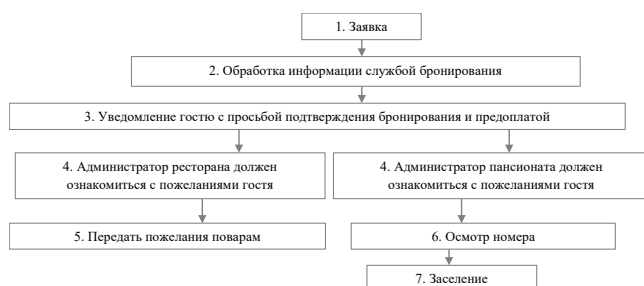 1. Заявка
2. Обработка информации службой бронирования
3. Уведомление гостю с просьбой подтверждения бронирования и предоплатой
4. Администратор ресторана должен
ознакомиться с пожеланиями гостя
4. Администратор пансионата должен
ознакомиться с пожеланиями гостя
5. Передать пожелания поварам
6. Осмотр номера
7. Заселение